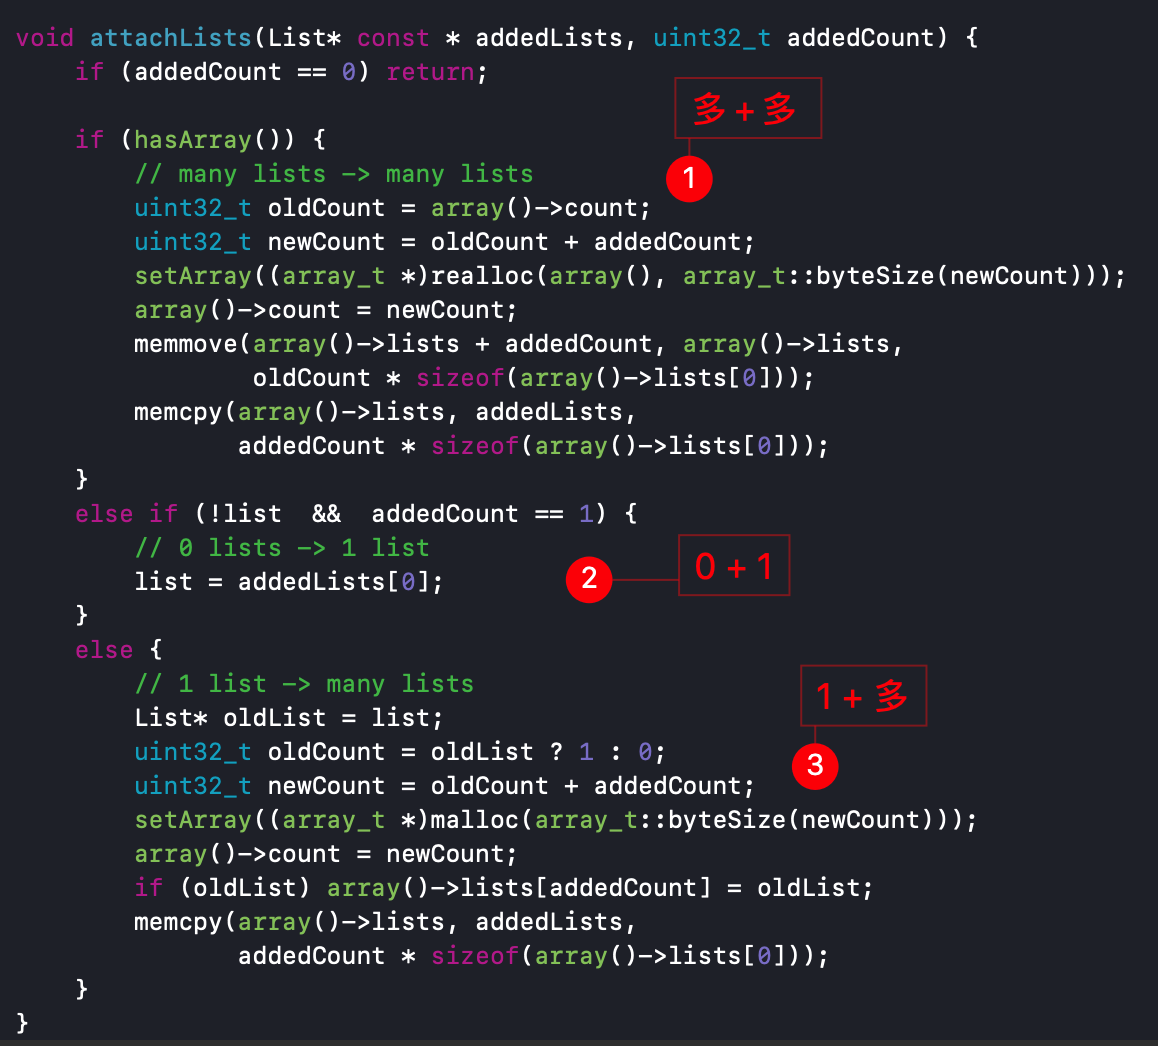 void attachLists(List* const * addedLists, uint32_t addedCount) {
if (addedCount == 0) return;
多 + 多
if (hasArray()) {
// many lists -> many lists
1
uint32_t oldCount = array()->count;
uint32_t newCount = oldCount + addedCount;
setArray((array_t *)realloc(array(), array_t::byteSize(newCount)));
array()->count = newCount;
memmove(array()->lists + addedCount, array()->lists,
oldCount * sizeof(array()->lists[0]));
memcpy(array()->lists, addedLists,
addedCount * sizeof(array()->lists[0]));
}
else if (!list  &&  addedCount == 1) {
// 0 lists -> 1 list
0 + 1
list = addedLists[0];
2
}
else {
// 1 list -> many lists
1 + 多
List* oldList = list;
uint32_t oldCount = oldList ? 1 : 0;
3
uint32_t newCount = oldCount + addedCount;
setArray((array_t *)malloc(array_t::byteSize(newCount)));
array()->count = newCount;
if (oldList) array()->lists[addedCount] = oldList;
memcpy(array()->lists, addedLists,
addedCount * sizeof(array()->lists[0]));
}
}